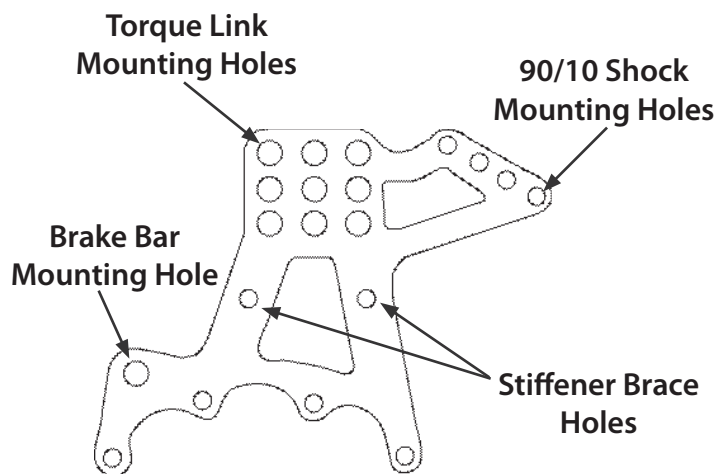 Torque Link
Mounting Holes
90/10 Shock
Mounting Holes
Brake Bar
Mounting Hole
Stiffener Brace
Holes